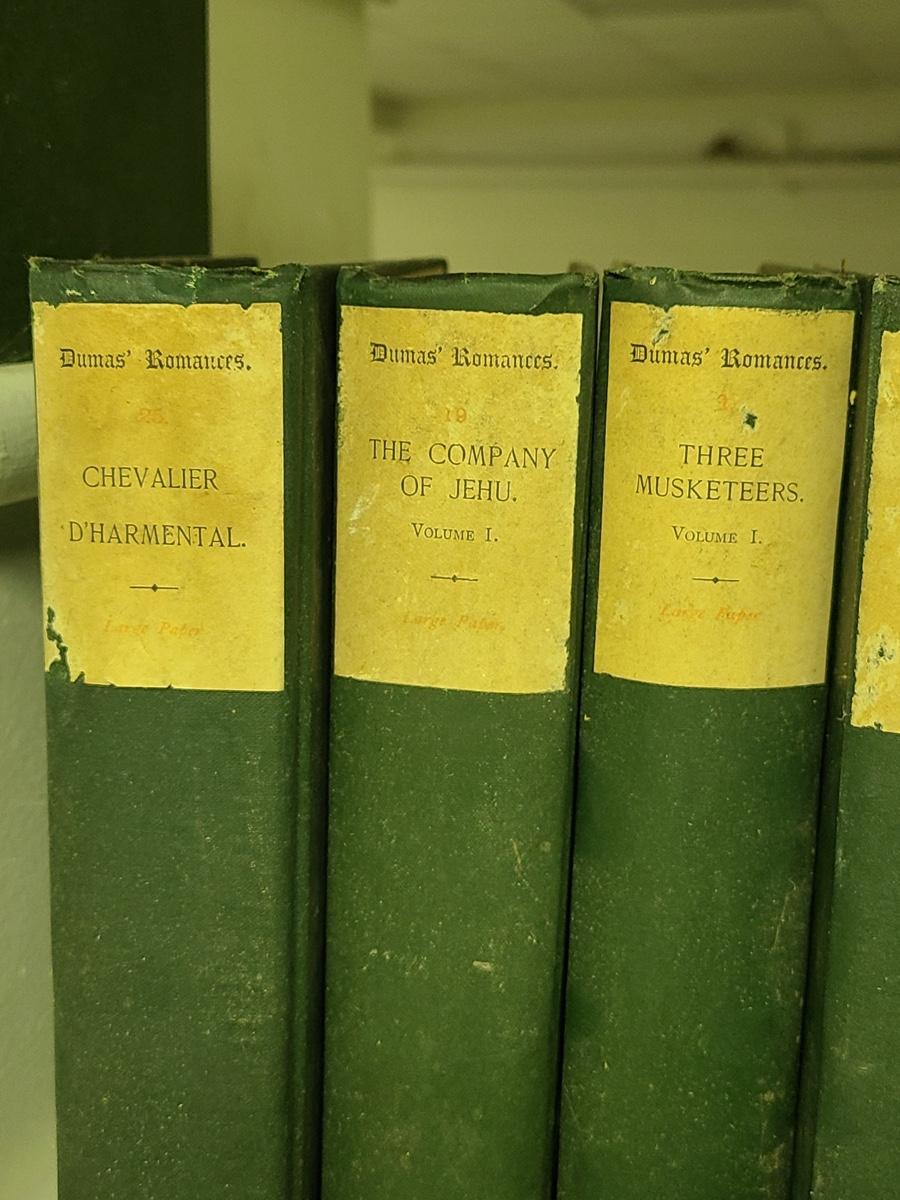 Dumas' Romances.
25.
CHEVALIER
D'HARMENTAL.
Large Paper
Dumas' Romances.
19
THE COMPANY
OF JEHU.
VOLUME I.
Large Paper.
Dumas' Romances.
3.
THREE
MUSKETEERS.
VOLUME I.
Large Paper